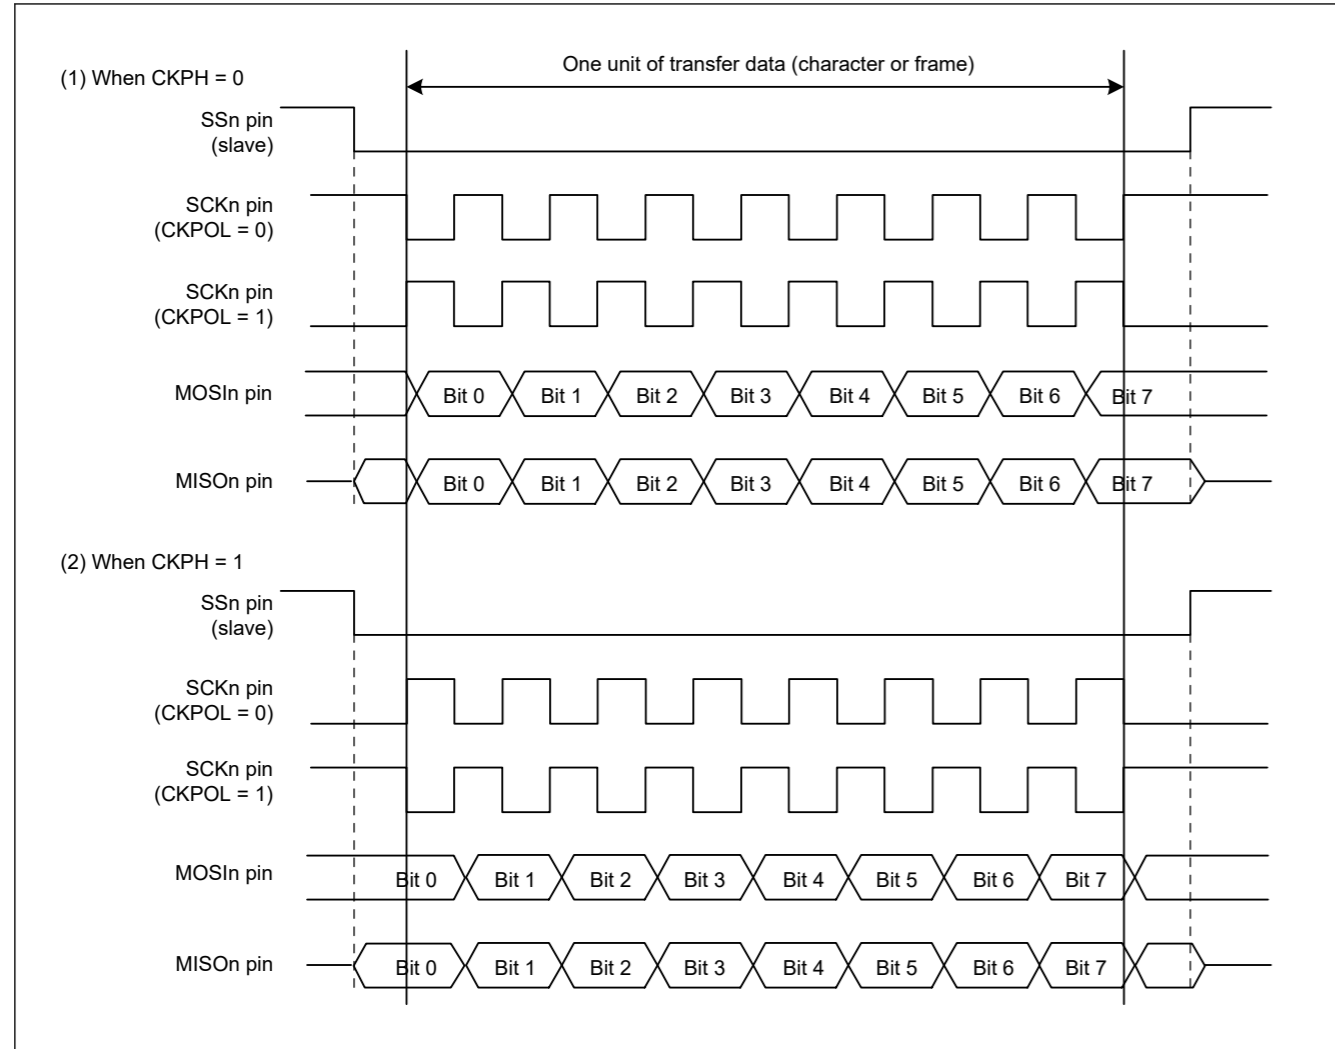 One unit of transfer data (character or frame)
(1) When CKPH = 0
SSn pin
(slave)
SCKn pin
(CKPOL = 0)
SCKn pin
(CKPOL = 1)
MOSIn pin Bit 0 Bit 1 Bit 2 Bit 3 Bit 4 Bit 5 Bit 6 Bit 7
MISOn pin Bit 0 Bit 1 Bit 2 Bit 3 Bit 4 Bit 5 Bit 6 Bit 7
(2) When CKPH = 1
SSn pin
(slave)
SCKn pin
(CKPOL = 0)
SCKn pin
(CKPOL = 1)
MOSIn pin Bit 0 Bit 1 Bit 2 Bit 3 Bit 4 Bit 5 Bit 6 Bit 7
MISOn pin Bit 0 Bit 1 Bit 2 Bit 3 Bit 4 Bit 5 Bit 6 Bit 7